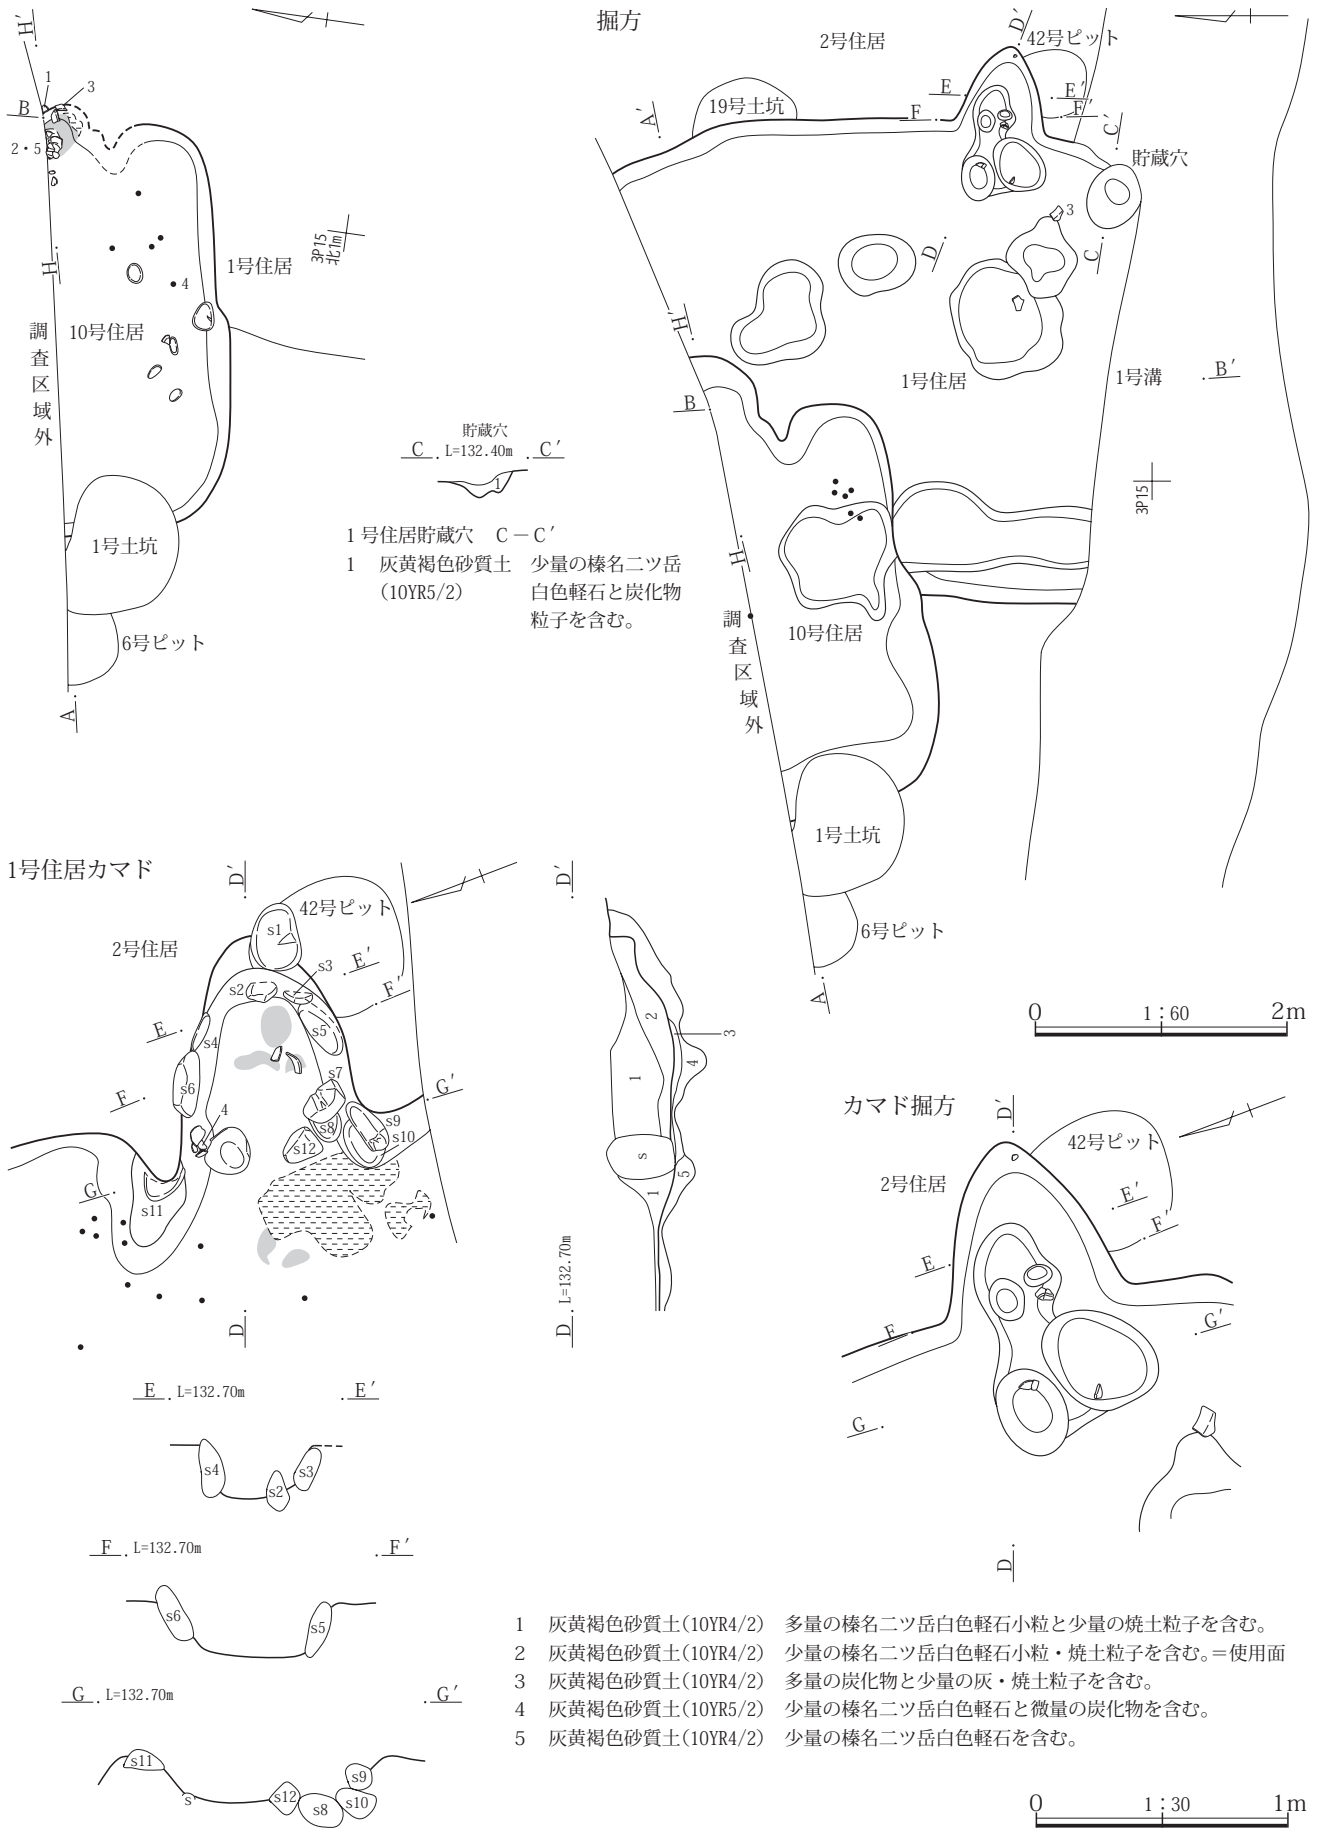 H′
1
3
B
2・5
H
3P15
北1m
1号住居
4
10号住居
調査区域外
1号土坑
6号ピット
A
貯蔵穴
C L=132.40m C′
1
1号住居貯蔵穴 C－C′
1 灰黄褐色砂質土 少量の榛名二ツ岳
(10YR5/2) 白色軽石と炭化物
粒子を含む。
掘方
2号住居
D′
42号ピット
E
E′
F
F′
19号土坑
A′
C′
貯蔵穴
3
D
C
H′
1号住居
1号溝
B′
B
3P15
H
10号住居
調査区域外
1号土坑
6号ピット
A
0 1：60 2m
1号住居カマド
D′
42号ピット
s1
2号住居
E′
s3
s2
F′
E
s4
s5
s6
s7
F
G′
4
s9
s8
s10
s12
G
s11
D
D′
2
3
1
4
s
5
1
D L=132.70m
E L=132.70m E′
s4
s3
s2
F L=132.70m F′
s6
s5
G L=132.70m G′
s11
s
s12
s9
s8
s10
カマド掘方
D′
42号ピット
2号住居
E′
F′
E
F
G′
G
D
1 灰黄褐色砂質土(10YR4/2) 多量の榛名二ツ岳白色軽石小粒と少量の焼土粒子を含む。
2 灰黄褐色砂質土(10YR4/2) 少量の榛名二ツ岳白色軽石小粒・焼土粒子を含む。＝使用面
3 灰黄褐色砂質土(10YR4/2) 多量の炭化物と少量の灰・焼土粒子を含む。
4 灰黄褐色砂質土(10YR5/2) 少量の榛名二ツ岳白色軽石と微量の炭化物を含む。
5 灰黄褐色砂質土(10YR4/2) 少量の榛名二ツ岳白色軽石を含む。
0 1：30 1m